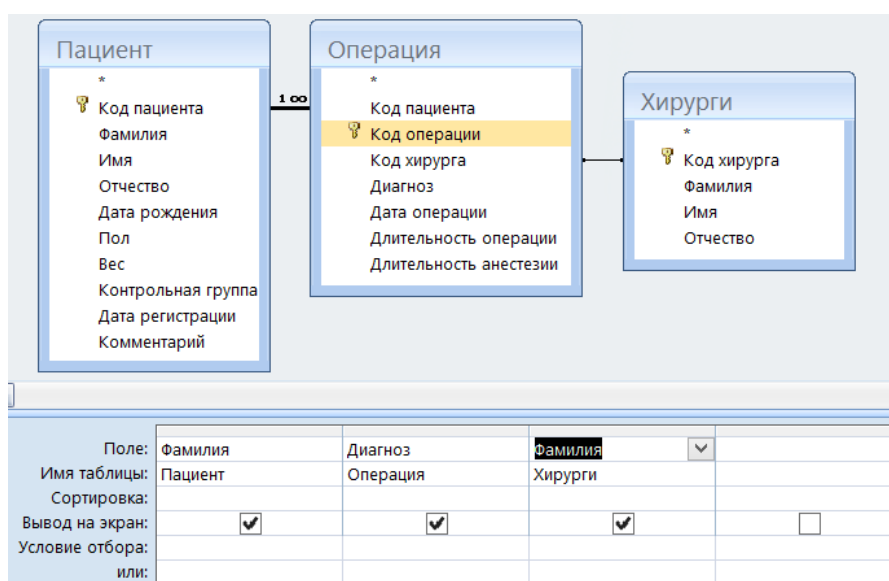 Пациент
*
Код пациента
Фамилия
Имя
Отчество
Дата рождения
Пол
Вес
Контрольная группа
Дата регистрации
Комментарий
1 ∞
Операция
*
Код пациента
Код операции
Код хирурга
Диагноз
Дата операции
Длительность операции
Длительность анестезии
Хирурги
*
Код хирурга
Фамилия
Имя
Отчество
Поле: Фамилия Диагноз Фамилия
Имя таблицы: Пациент Операция Хирурги
Сортировка:
Вывод на экран:
Условие отбора:
или: